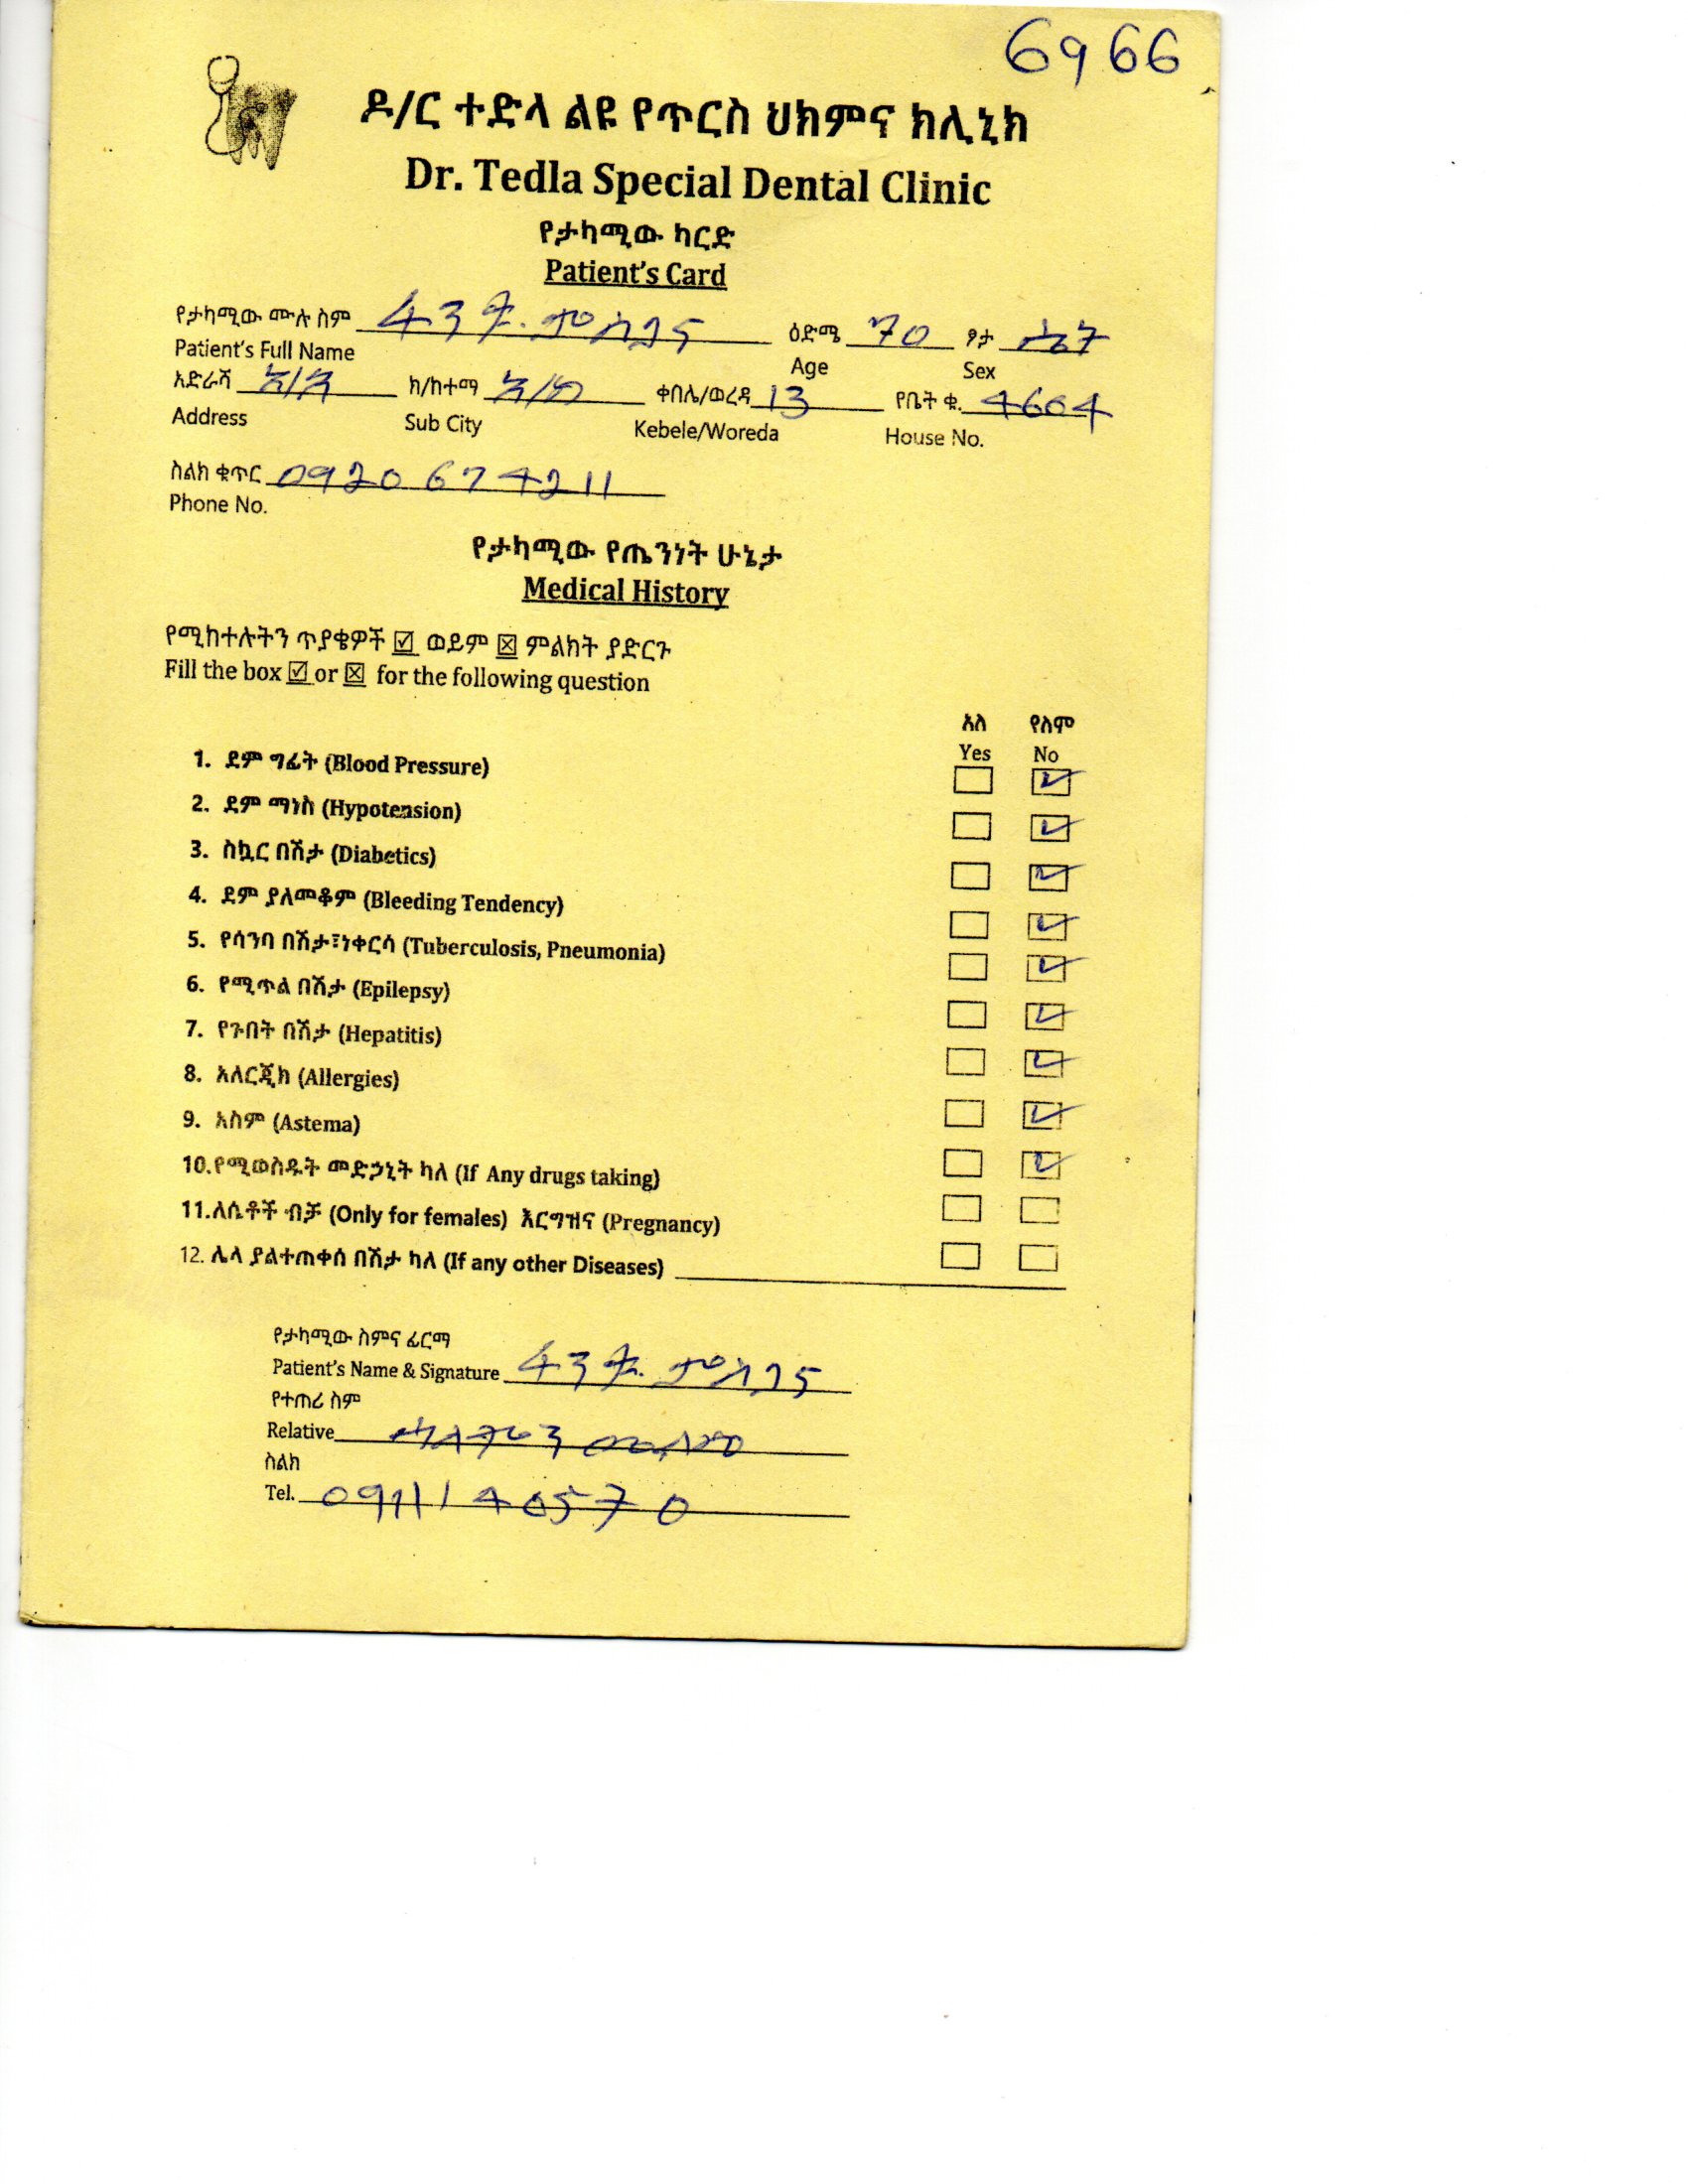 6966
ዶ/ር ተድላ ልዩ የጥርስ ህክምና ክሊኒክ
Dr. Tedla Special Dental Clinic
የታካሚው ካርድ
Patient's Card
የታካሚው ሙሉ ስም ፋንቱ ተመስገና ዕድሜ 70 ፆታ ሴት
Patient's Full Name Age Sex
አድራሻ አ/አ ክ/ከተማ ቀበሌ/ወረዳ 13 የቤት ቁ. 4604
Address Sub City Kebele/Woreda House No.
ስልክ ቁጥር 0920 674211
Phone No.
የታካሚው የጤንነት ሁኔታ
Medical History
የሚከተሉትን ጥያቄዎች ☑ ወይም ☒ ምልክት ያድርጉ
Fill the box ☑ or ☒ for the following question
አለ የለም
Yes No
1. ደም ግፊት (Blood Pressure)
2. ደም ማነስ (Hypotension)
3. ስኳር በሽታ (Diabetics)
4. ደም ያለመቆም (Bleeding Tendency)
5. የሳንባ በሽታ፣ነቀርሳ (Tuberculosis, Pneumonia)
6. የሚጥል በሽታ (Epilepsy)
7. የጉበት በሽታ (Hepatitis)
8. አለርጂክ (Allergies)
9. አስም (Astema)
10.የሚወስዱት መድኃኒት ካለ (If Any drugs taking)
11.ለሴቶች ብቻ (Only for females) እርግዝና (Pregnancy)
12. ሌላ ያልተጠቀሰ በሽታ ካለ (If any other Diseases)
የታካሚው ስምና ፊርማ
Patient's Name & Signature ፋንቱ ተመስገና
የተጠሪ ስም
Relative
ስልክ
Tel.